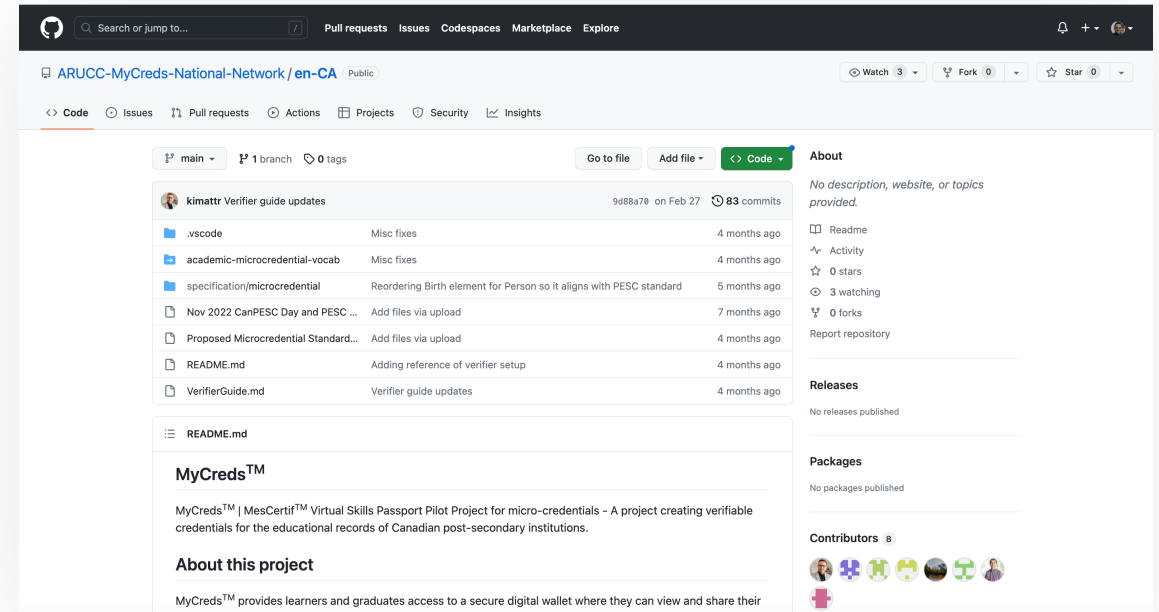 Search or jump to... / Pull requests Issues Codespaces Marketplace Explore
ARUCC-MyCreds-National-Network / en-CA Public
Watch 3 Fork 0 Star 0
Code Issues Pull requests Actions Projects Security Insights
main 1 branch 0 tags Go to file Add file Code
kimattr Verifier guide updates 9d88a70 on Feb 27 83 commits
.vscode Misc fixes 4 months ago
academic-microcredential-vocab Misc fixes 4 months ago
specification/microcredential Reordering Birth element for Person so it aligns with PESC standard 5 months ago
Nov 2022 CanPESC Day and PESC ... Add files via upload 7 months ago
Proposed Microcredential Standard... Add files via upload 4 months ago
README.md Adding reference of verifier setup 4 months ago
VerifierGuide.md Verifier guide updates 4 months ago
README.md
MyCreds™
MyCreds™ | MesCertif™ Virtual Skills Passport Pilot Project for micro-credentials - A project creating verifiable
credentials for the educational records of Canadian post-secondary institutions.
About this project
MyCreds™ provides learners and graduates access to a secure digital wallet where they can view and share their
About
No description, website, or topics
provided.
Readme
Activity
0 stars
3 watching
0 forks
Report repository
Releases
No releases published
Packages
No packages published
Contributors 8